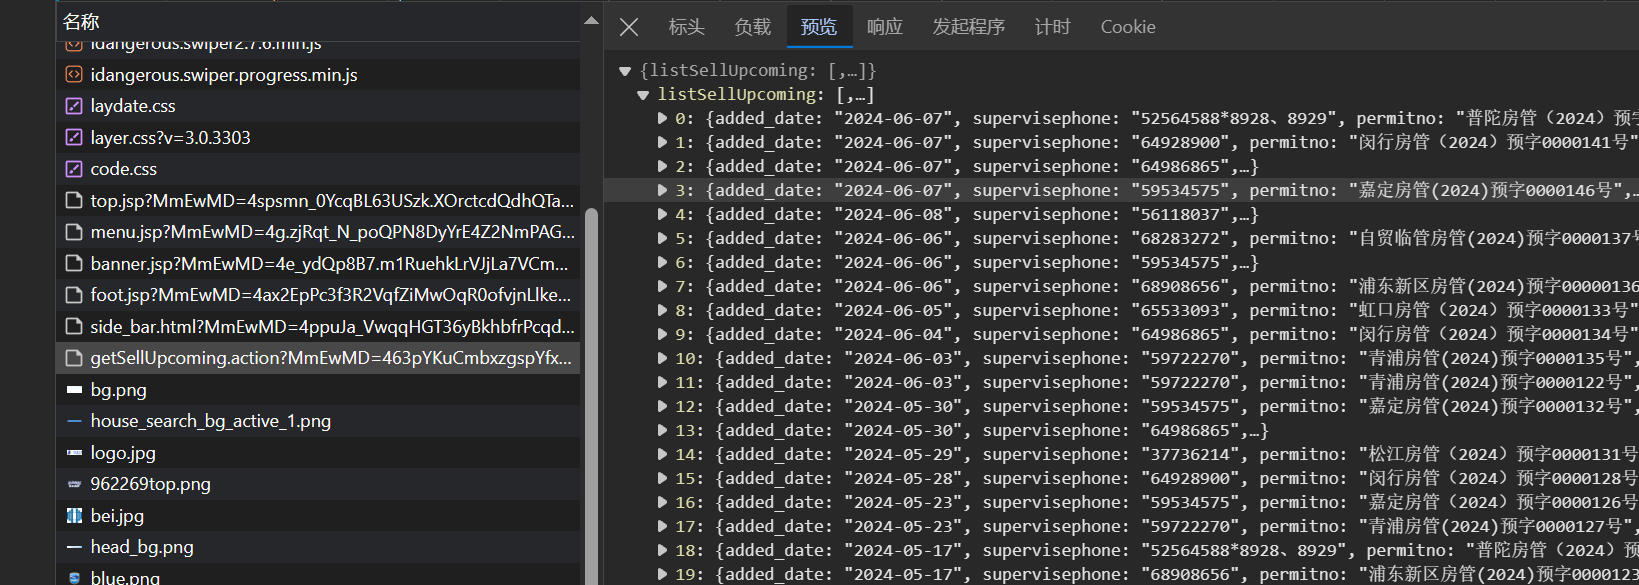 名称
idangerous.swiper2.7.6.min.js
idangerous.swiper.progress.min.js
laydate.css
layer.css?v=3.0.3303
code.css
top.jsp?MmEwMD=4spsmn_0YcqBL63USzk.XOrctcdQdhQTa...
menu.jsp?MmEwMD=4g.zjRqt_N_poQPN8DyYrE4Z2NmPAG...
banner.jsp?MmEwMD=4e_ydQp8B7.m1RuehkLrVJjLa7VCm...
foot.jsp?MmEwMD=4ax2EpPc3f3R2VqfZiMwOqR0ofvjnLlke...
side_bar.html?MmEwMD=4ppuJa_VwqqHGT36yBkhbfrPcqd...
getSellUpcoming.action?MmEwMD=463pYKuCmbxzgspYfx...
bg.png
house_search_bg_active_1.png
logo.jpg
962269top.png
bei.jpg
head_bg.png
blue.png
标头 负载 预览 响应 发起程序 计时 Cookie
{listSellUpcoming: [,…]}
listSellUpcoming: [,…]
0: {added_date: "2024-06-07", supervisephone: "52564588*8928、8929", permitno: "普陀房管（2024）预字
1: {added_date: "2024-06-07", supervisephone: "64928900", permitno: "闵行房管（2024）预字0000141号"
2: {added_date: "2024-06-07", supervisephone: "64986865",…}
3: {added_date: "2024-06-07", supervisephone: "59534575", permitno: "嘉定房管(2024)预字0000146号",…
4: {added_date: "2024-06-08", supervisephone: "56118037",…}
5: {added_date: "2024-06-06", supervisephone: "68283272", permitno: "自贸临管房管(2024)预字0000137号
6: {added_date: "2024-06-06", supervisephone: "59534575",…}
7: {added_date: "2024-06-06", supervisephone: "68908656", permitno: "浦东新区房管(2024)预字0000136
8: {added_date: "2024-06-05", supervisephone: "65533093", permitno: "虹口房管(2024)预字0000133号"
9: {added_date: "2024-06-04", supervisephone: "64986865", permitno: "闵行房管(2024)预字0000134号"
10: {added_date: "2024-06-03", supervisephone: "59722270", permitno: "青浦房管(2024)预字0000135号",
11: {added_date: "2024-06-03", supervisephone: "59722270", permitno: "青浦房管(2024)预字0000122号",
12: {added_date: "2024-05-30", supervisephone: "59534575", permitno: "嘉定房管(2024)预字0000132号",
13: {added_date: "2024-05-30", supervisephone: "64986865",…}
14: {added_date: "2024-05-29", supervisephone: "37736214", permitno: "松江房管（2024）预字0000131号
15: {added_date: "2024-05-28", supervisephone: "64928900", permitno: "闵行房管（2024）预字0000128号
16: {added_date: "2024-05-23", supervisephone: "59534575", permitno: "嘉定房管（2024）预字0000126号
17: {added_date: "2024-05-23", supervisephone: "59722270", permitno: "青浦房管(2024)预字0000127号",
18: {added_date: "2024-05-17", supervisephone: "52564588*8928、8929", permitno: "普陀房管（2024）预
19: {added_date: "2024-05-17", supervisephone: "68908656", permitno: "浦东新区房管(2024)预字0000123